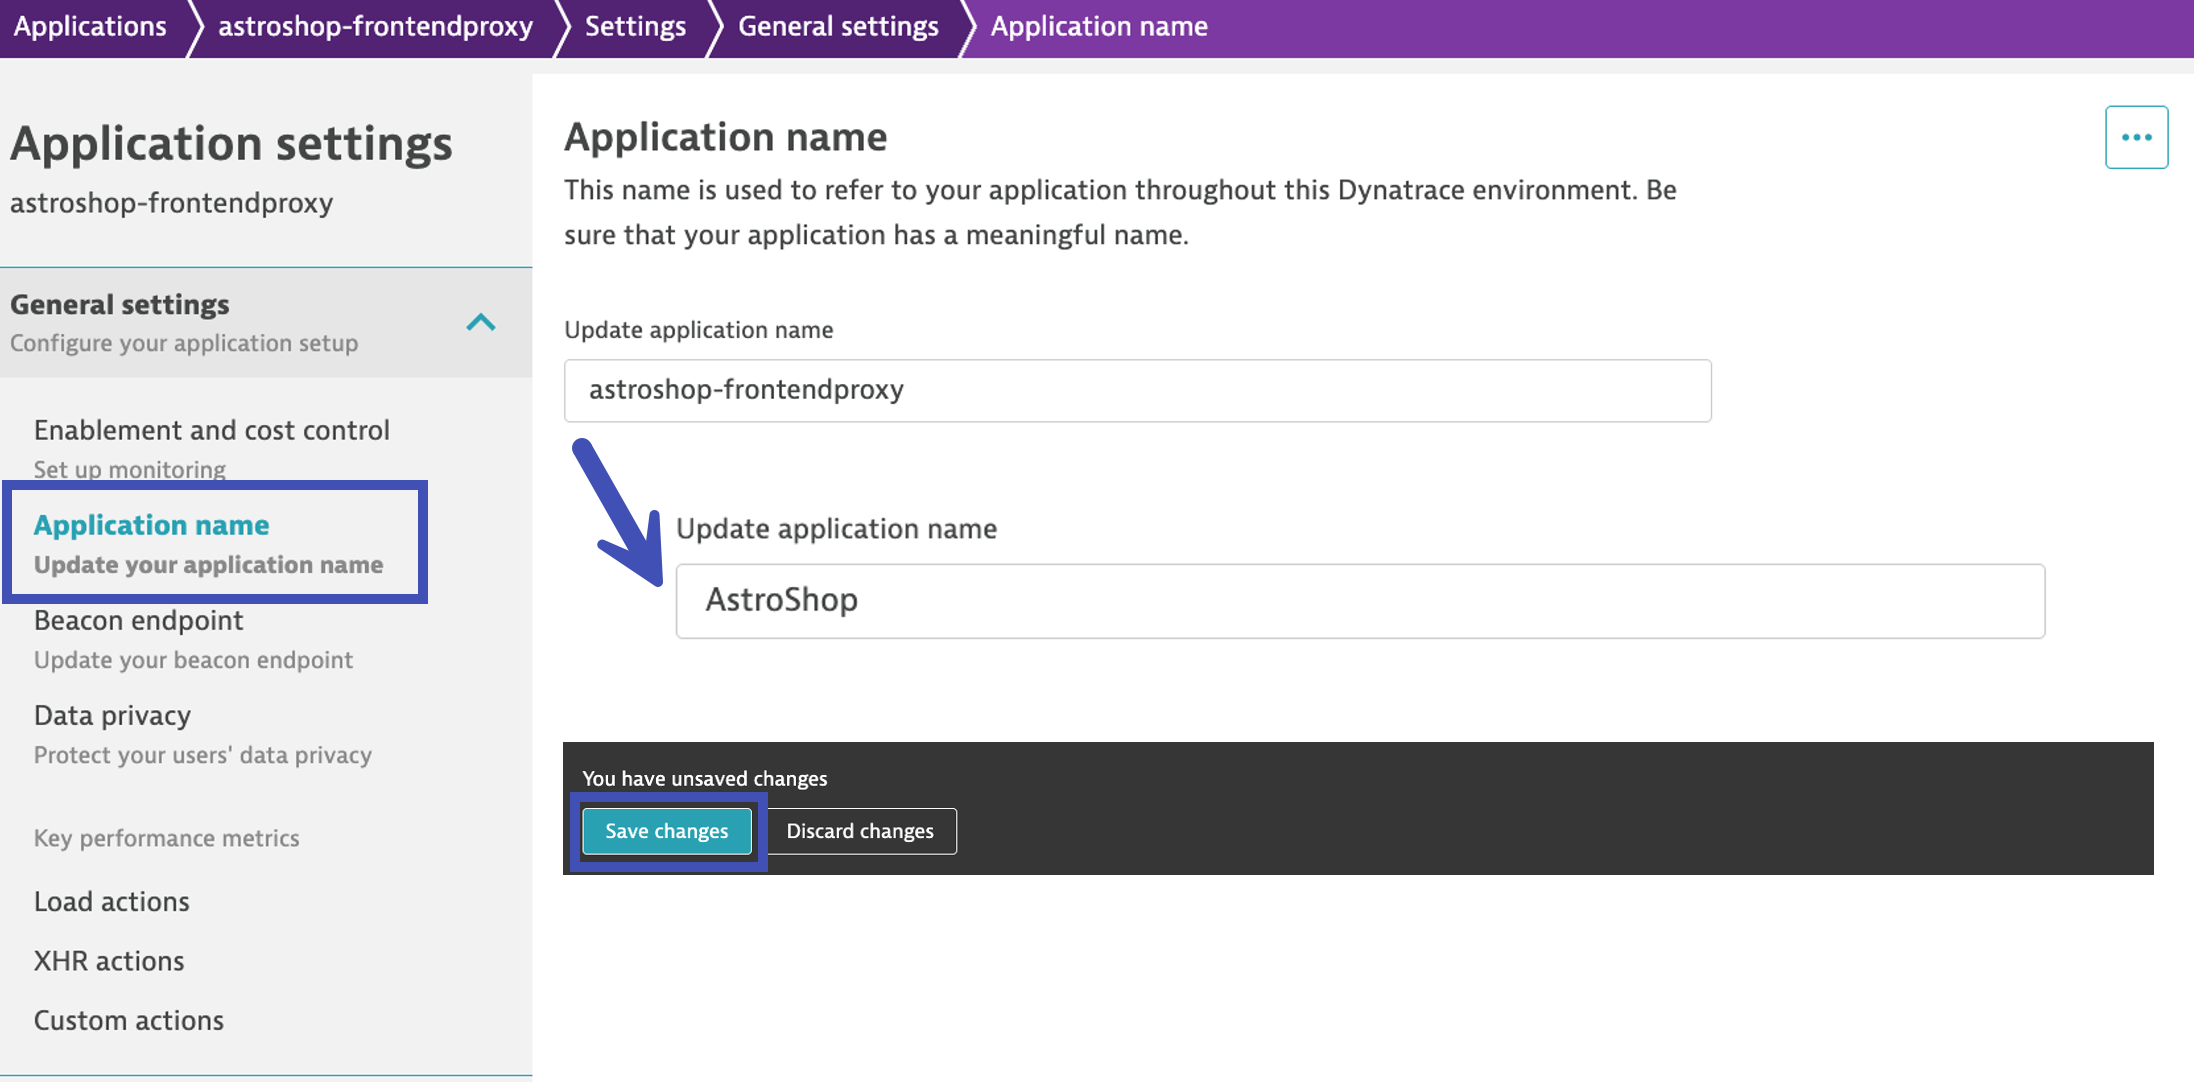 Applications
astroshop-frontendproxy
Settings
General settings
Application name
Application settings
astroshop-frontendproxy
General settings
Configure your application setup
Enablement and cost control
Set up monitoring
Application name
Update your application name
Beacon endpoint
Update your beacon endpoint
Data privacy
Protect your users' data privacy
Key performance metrics
Load actions
XHR actions
Custom actions
Application name
This name is used to refer to your application throughout this Dynatrace environment. Be
sure that your application has a meaningful name.
Update application name
astroshop-frontendproxy
Update application name
AstroShop
You have unsaved changes
Save changes
Discard changes